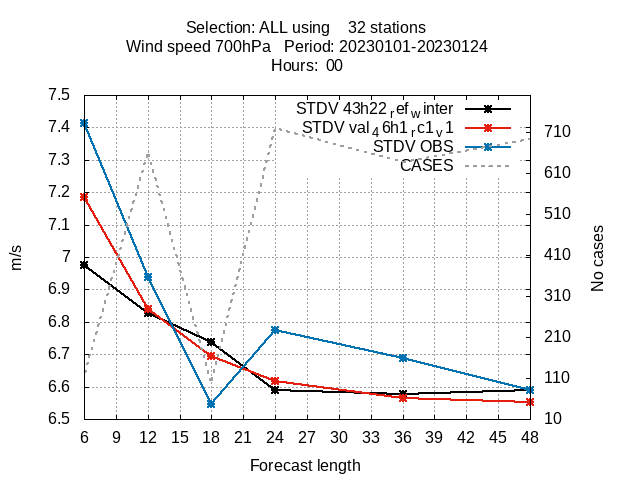 Selection: ALL using 32 stations
Wind speed 700hPa Period: 20230101-20230124
Hours: 00
7.5
7.4
7.3
7.2
7.1
7
6.9
6.8
6.7
6.6
6.5
m/s
STDV 43h22 refwinter
STDV val46h1rc1v1
STDV OBS
CASES
710
610
510
410
310
210
110
10
No cases
6 9 12 15 18 21 24 27 30 33 36 39 42 45 48
Forecast length